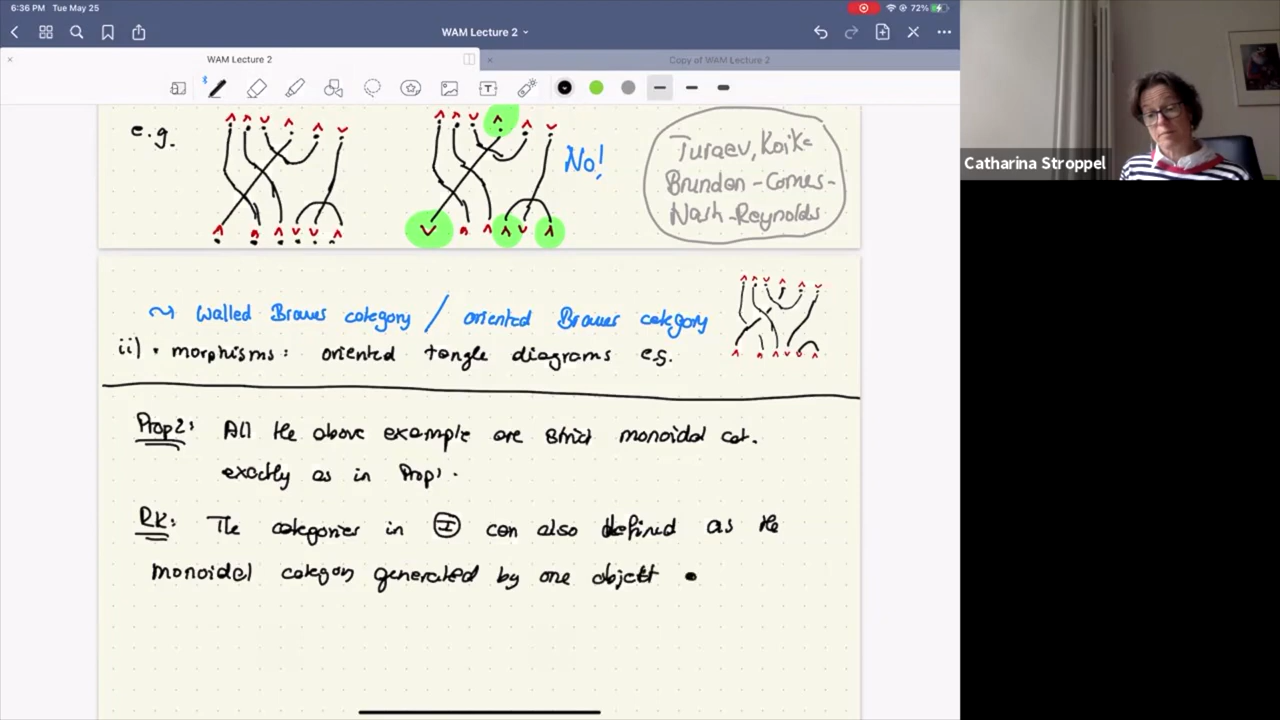 6:36 PM Tue May 25
72%
WAM Lecture 2
WAM Lecture 2
Copy of WAM Lecture 2
e.g.
No!
Turaev, Koike
Brundan - Comes -
Nash - Reynolds
Catharina Stroppel
Walled Brauer category / oriented Brauer category
ii) • morphisms: oriented tangle diagrams e.g.
Prop 2: All the above example are strict monoidal cat.
exactly as in Prop 1.
RK: The categories in I can also defined as the
monoidal category generated by one object •